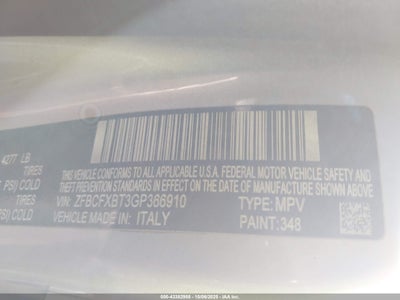 4277 LB
TIRES
PSI) COLD
TIRES
PSI) COLD
THIS VEHICLE CONFORMS TO ALL APPLICABLE U.S.A. FEDERAL MOTOR VEHICLE SAFETY AND THEFT PREVENTION STANDARDS IN EFFECT ON THE DATE OF MANUFACTURE SHOWN ABOVE.
VIN: ZFBCFXBT3GP366910
TYPE: MPV
VEHICLE MADE IN: ITALY
PAINT: 348